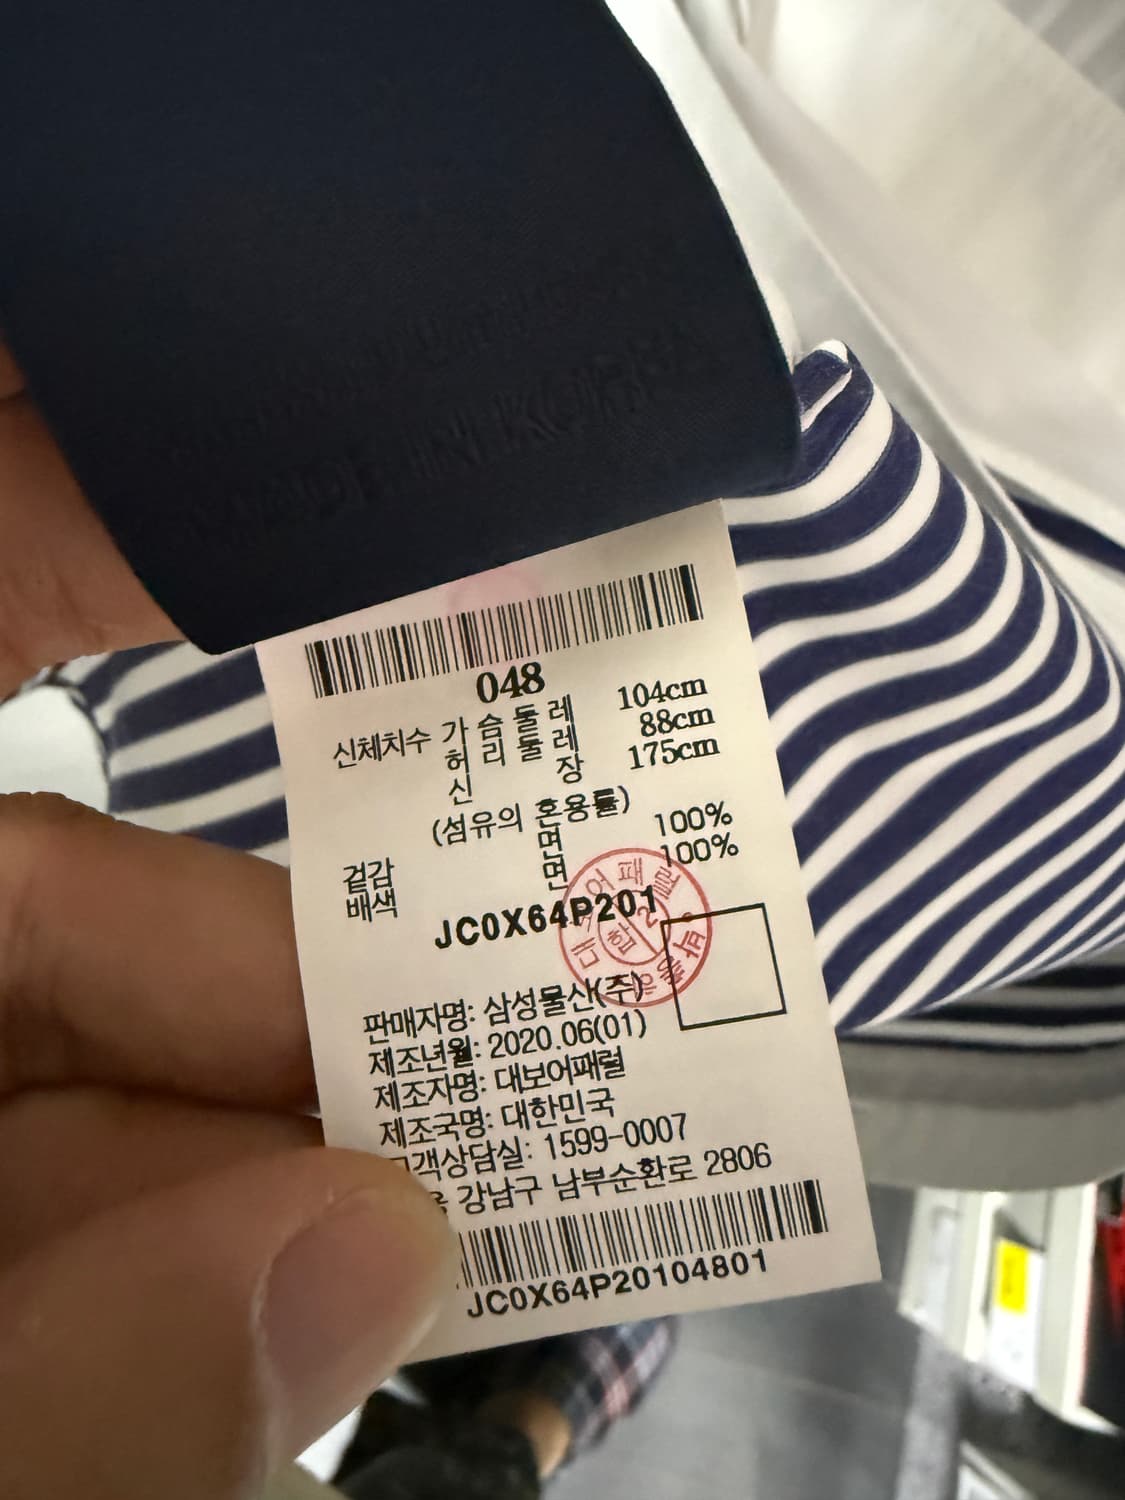 MADE IN KOREA
048
신체치수 가슴둘레 104cm
허리둘레 88cm
신장 175cm
(섬유의 혼용률)
겉감 면 100%
배색 면 100%
JC0X64P201
판매자명: 삼성물산(주)
제조년월: 2020.06(01)
제조자명: 대보어패럴
제조국명: 대한민국
고객상담실: 1599-0007
강남구 남부순환로 2806
JC0X64P20104801